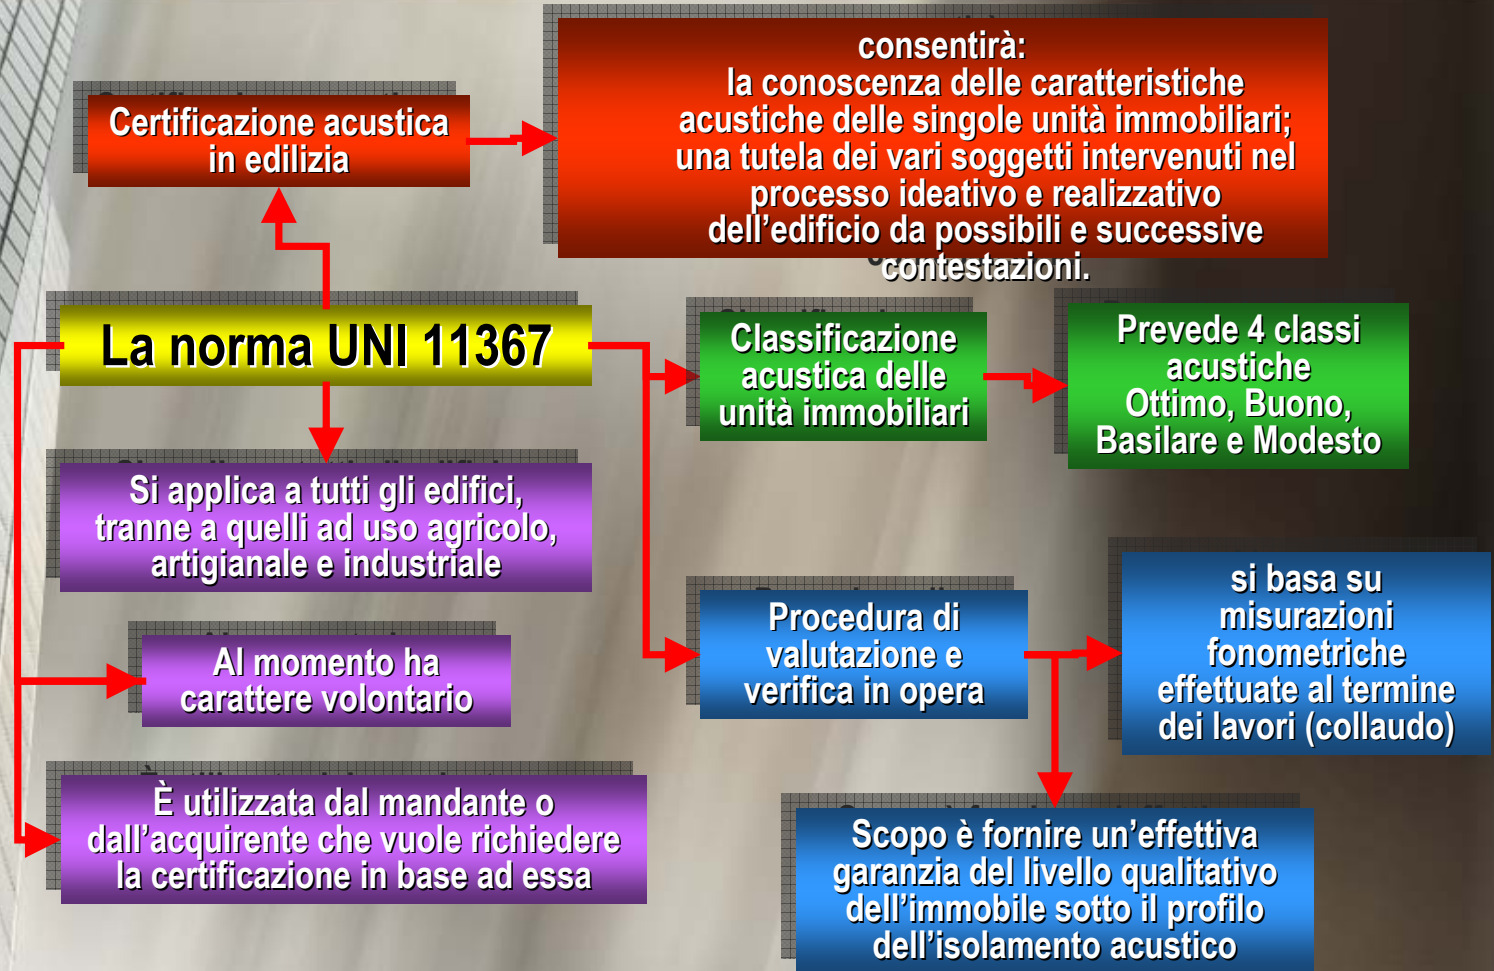 consentirà:
la conoscenza delle caratteristiche
acustiche delle singole unità immobiliari;
una tutela dei vari soggetti intervenuti nel
processo ideativo e realizzativo
dell’edificio da possibili e successive
contestazioni.
Certificazione acustica
in edilizia
La norma UNI 11367
Classificazione
acustica delle
unità immobiliari
Prevede 4 classi
acustiche
Ottimo, Buono,
Basilare e Modesto
Si applica a tutti gli edifici,
tranne a quelli ad uso agricolo,
artigianale e industriale
Procedura di
valutazione e
verifica in opera
si basa su
misurazioni
fonometriche
effettuate al termine
dei lavori (collaudo)
Al momento ha
carattere volontario
È utilizzata dal mandante o
dall’acquirente che vuole richiedere
la certificazione in base ad essa
Scopo è fornire un’effettiva
garanzia del livello qualitativo
dell’immobile sotto il profilo
dell’isolamento acustico